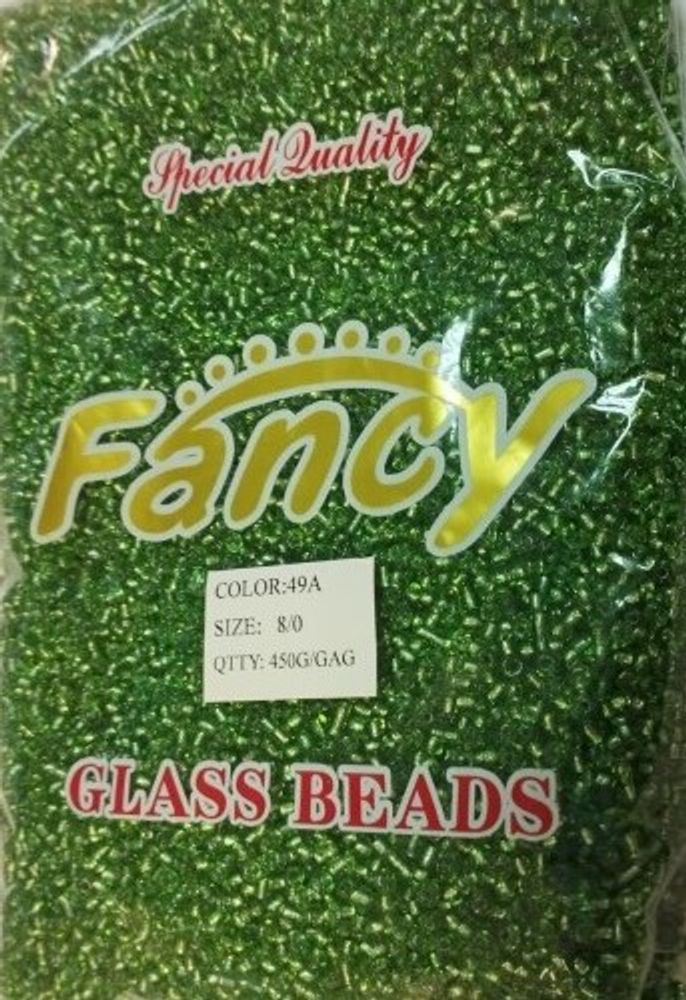 Special Quality
Fancy
COLOR:49A
SIZE: 8/0
QTTY: 450G/GAG
GLASS BEADS